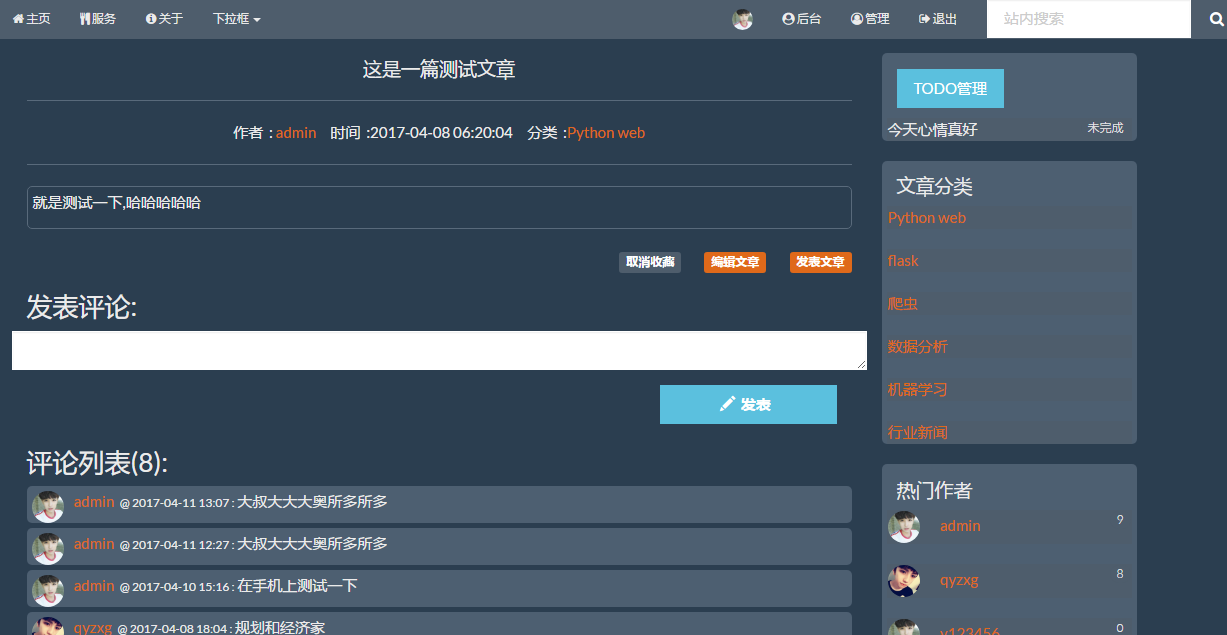 主页 服务 关于 下拉框 后台 管理 退出 站内搜索
这是一篇测试文章
作者 :admin 时间 :2017-04-08 06:20:04 分类 :Python web
就是测试一下,哈哈哈哈哈
取消收藏 编辑文章 发表文章
发表评论:
发表
评论列表(8):
admin @ 2017-04-11 13:07 : 大叔大大大奥所多所多
admin @ 2017-04-11 12:27 : 大叔大大大奥所多所多
admin @ 2017-04-10 15:16 : 在手机上测试一下
qyzxg @ 2017-04-08 18:04 : 规划和经济家
TODO管理
今天心情真好 未完成
文章分类
Python web
flask
爬虫
数据分析
机器学习
行业新闻
热门作者
admin 9
qyzxg 8
v123456 0